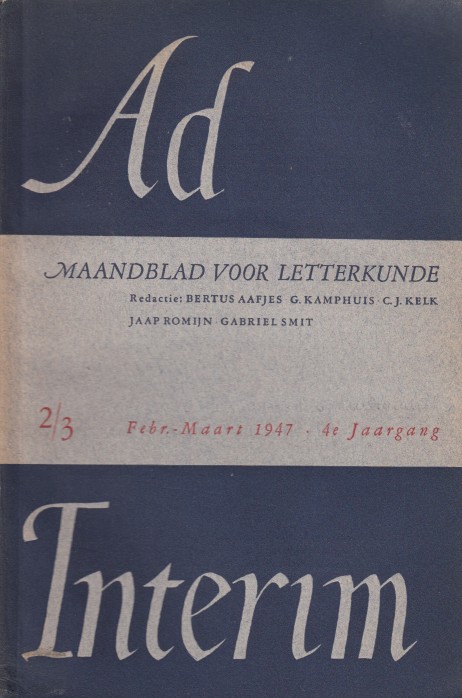 Ad
MAANDBLAD VOOR LETTERKUNDE
Redactie: BERTUS AAFJES · G. KAMPHUIS · C. J. KELK
JAAP ROMIJN · GABRIEL SMIT
2/3 Febr.-Maart 1947 · 4e Jaargang
Interim